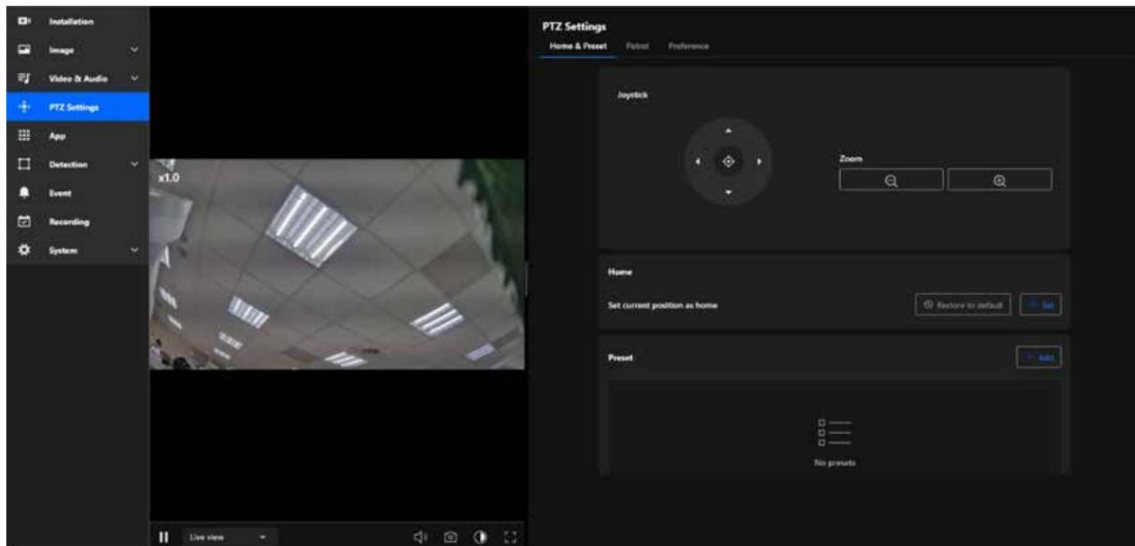 Installation
Image
Video & Audio
PTZ Settings
App
Detection
Event
Recording
System
x1.0
Live view
PTZ Settings
Home & Preset Patrol Preference
Joystick
Zoom
Home
Set current position as home
Restore to default
Set
Preset
Add
No presets